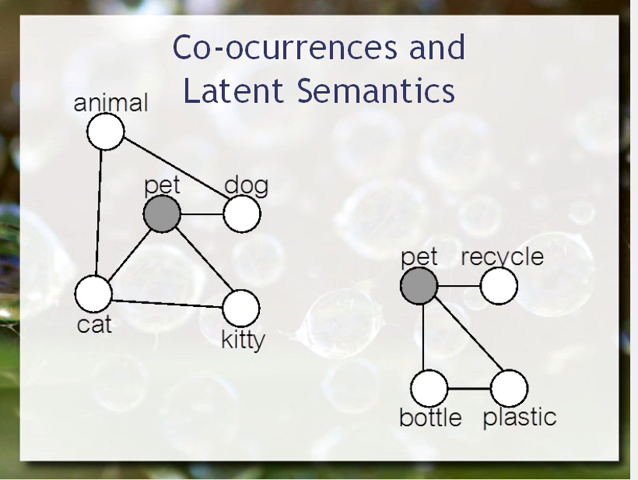 Co-ocurrences and
Latent Semantics
animal
pet dog
cat
kitty
pet recycle
bottle plastic